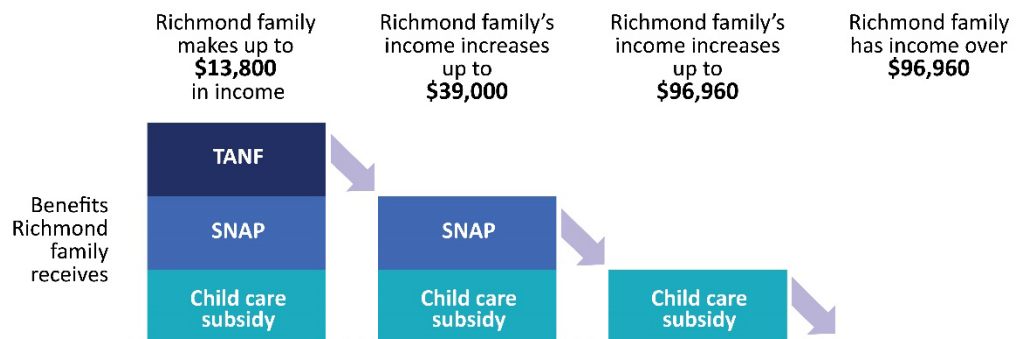 Richmond family
makes up to
$13,800
in income
Richmond family's
income increases
up to
$39,000
Richmond family's
income increases
up to
$96,960
Richmond family
has income over
$96,960
Benefits
Richmond
family
receives
TANF
SNAP
Child care
subsidy
SNAP
Child care
subsidy
Child care
subsidy